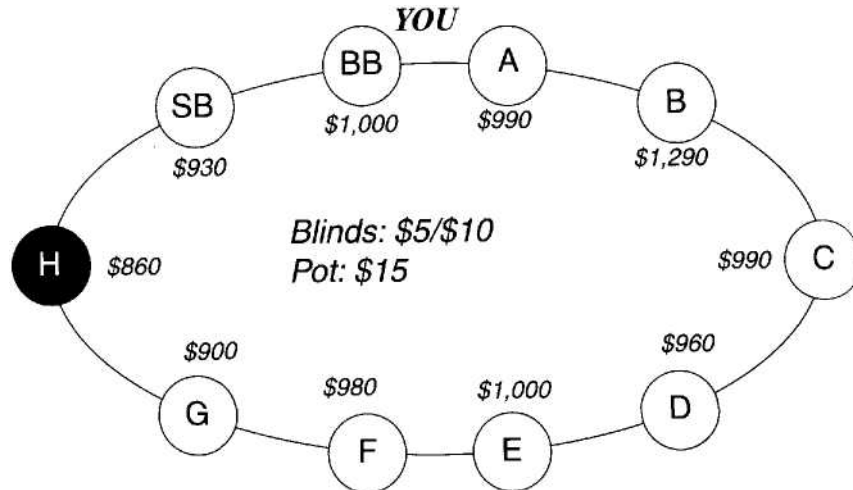 YOU
BB
A
SB
B
$1,000
$990
$930
$1,290
Blinds: $5/$10
Pot: $15
H
$860
$990
C
$900
$980
$1,000
$960
G
F
E
D